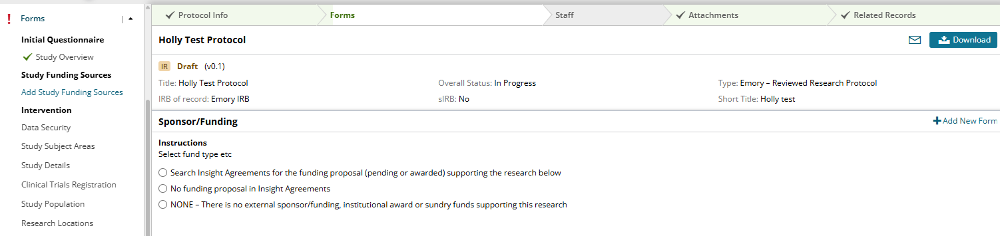 ! Forms
Initial Questionnaire
Study Overview
Study Funding Sources
Add Study Funding Sources
Intervention
Data Security
Study Subject Areas
Study Details
Clinical Trials Registration
Study Population
Research Locations
Protocol Info
Forms
Staff
Attachments
Related Records
Holly Test Protocol
Download
IR Draft (v0.1)
Title: Holly Test Protocol
Overall Status: In Progress
Type: Emory – Reviewed Research Protocol
IRB of record: Emory IRB
sIRB: No
Short Title: Holly test
Sponsor/Funding
Add New Form
Instructions
Select fund type etc
Search Insight Agreements for the funding proposal (pending or awarded) supporting the research below
No funding proposal in Insight Agreements
NONE – There is no external sponsor/funding, institutional award or sundry funds supporting this research